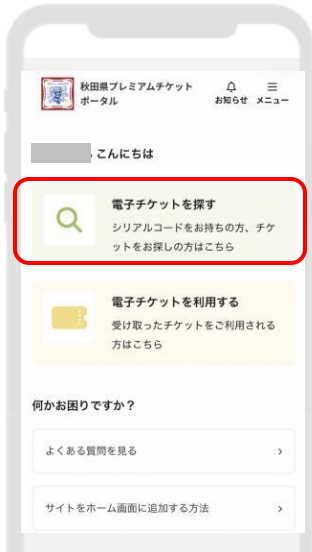 秋田県プレミアムチケット
ポータル
お知らせ メニュー
こんにちは
電子チケットを探す
シリアルコードをお持ちの方、チケ
ットをお探しの方はこちら
電子チケットを利用する
受け取ったチケットをご利用される
方はこちら
何かお困りですか？
よくある質問を見る
サイトをホーム画面に追加する方法